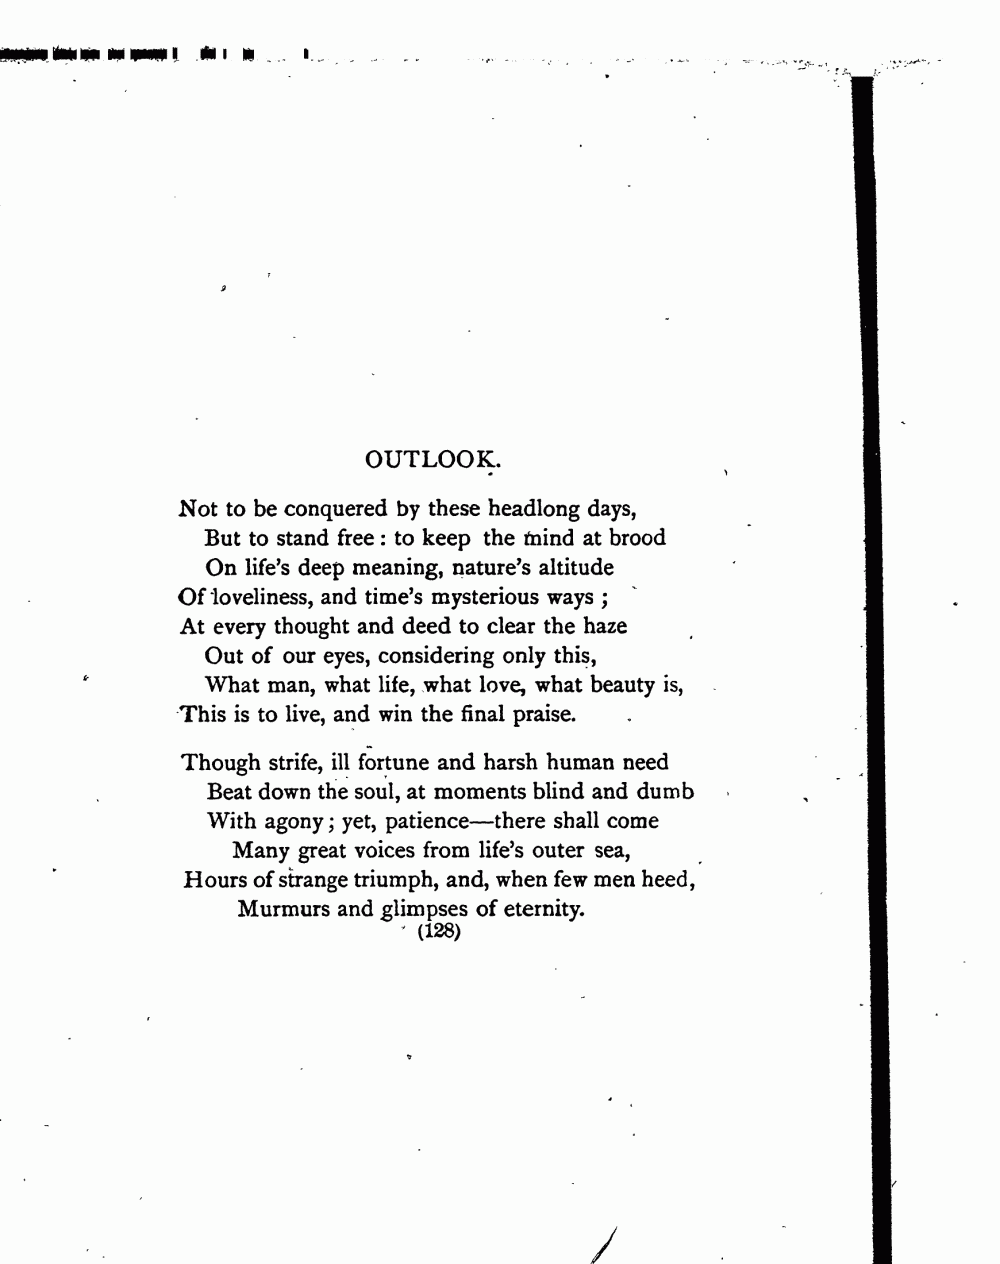 OUTLOOK.
Not to be conquered by these headlong days,
But to stand free : to keep the mind at brood
On life's deep meaning, nature's altitude
Of loveliness, and time's mysterious ways ;
At every thought and deed to clear the haze
Out of our eyes, considering only this,
What man, what life, what love, what beauty is,
This is to live, and win the final praise.
Though strife, ill fortune and harsh human need
Beat down the soul, at moments blind and dumb
With agony ; yet, patience—there shall come
Many great voices from life's outer sea,
Hours of strange triumph, and, when few men heed,
Murmurs and glimpses of eternity.
(128)